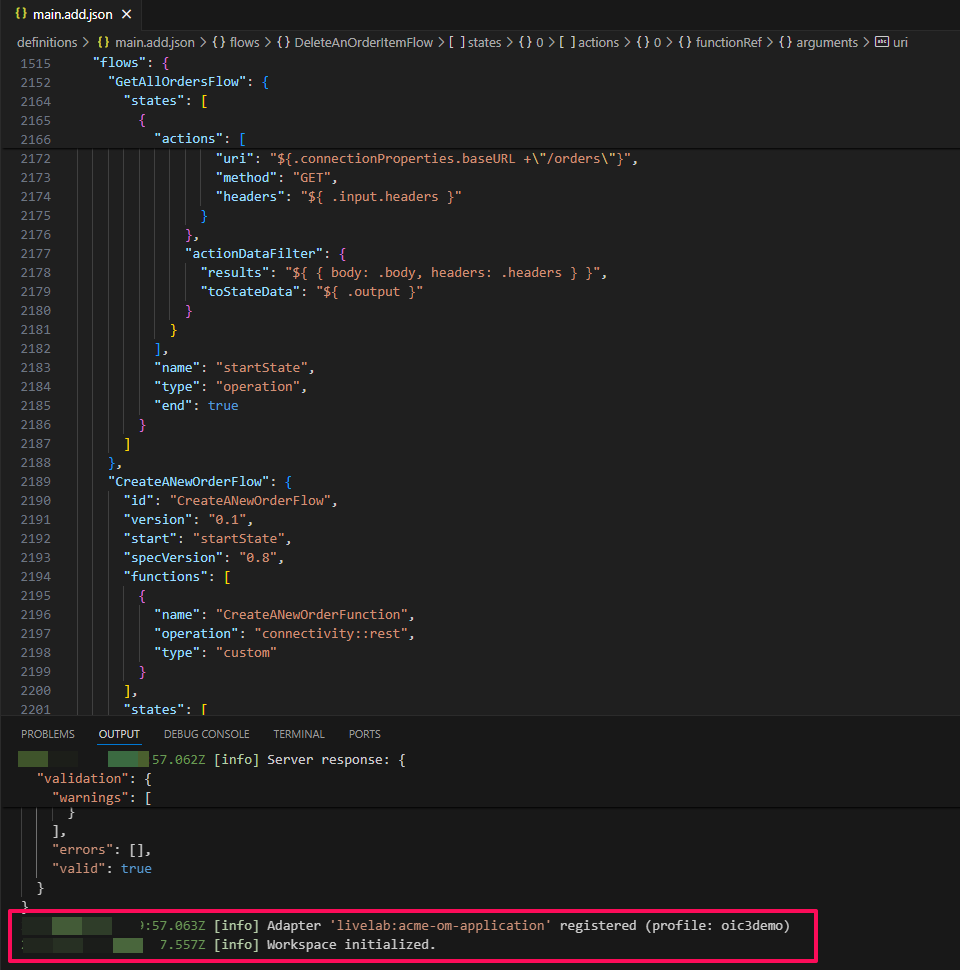 main.add.json
definitions > {} main.add.json > {} flows > {} DeleteAnOrderItemFlow > [ ] states > {} 0 > [ ] actions > {} 0 > {} functionRef > {} arguments > uri
1515 "flows": {
2152 "GetAllOrdersFlow": {
2164 "states": [
2165 {
2166 "actions": [
2172 "uri": "${.connectionProperties.baseURL +\"/orders\"}",
2173 "method": "GET",
2174 "headers": "${ .input.headers }"
2175 }
2176 },
2177 "actionDataFilter": {
2178 "results": "${ { body: .body, headers: .headers } }",
2179 "toStateData": "${ .output }"
2180 }
2181 }
2182 ],
2183 "name": "startState",
2184 "type": "operation",
2185 "end": true
2186 }
2187 ]
2188 },
2189 "CreateANewOrderFlow": {
2190 "id": "CreateANewOrderFlow",
2191 "version": "0.1",
2192 "start": "startState",
2193 "specVersion": "0.8",
2194 "functions": [
2195 {
2196 "name": "CreateANewOrderFunction",
2197 "operation": "connectivity::rest",
2198 "type": "custom"
2199 }
2200 ],
2201 "states": [
PROBLEMS OUTPUT DEBUG CONSOLE TERMINAL PORTS
57.062Z [info] Server response: {
"validation": {
"warnings": [
}
],
"errors": [],
"valid": true
}
}
:57.063Z [info] Adapter 'livelab:acme-om-application' registered (profile: oic3demo)
7.557Z [info] Workspace initialized.